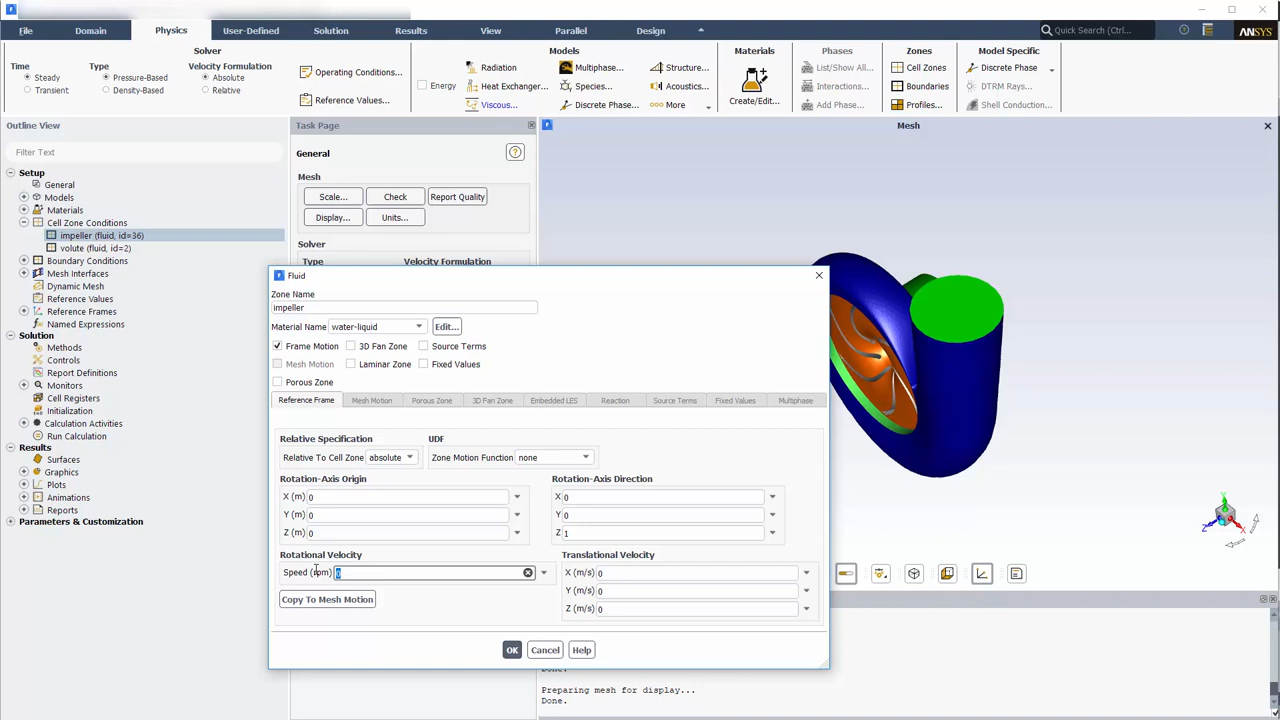 File
Domain
Physics
User-Defined
Solution
Results
Parallel
View
Design
Quick Search (Ctrl...
ANSYS
Solver
Time
Type
Velocity Formulation
Steady
Pressure-Based
Absolute
Transient
Density-Based
Relative
Operating Conditions...
Reference Values...
Models
Energy
Radiation
Multiphase...
Structure...
Heat Exchanger...
Species...
Acoustics...
Viscous...
Discrete Phase...
More
Materials
Create/Edit...
Phases
List/Show All...
Interactions...
Add Phase...
Zones
Cell Zones
Boundaries
Profiles...
Model Specific
Discrete Phase
DTRM Rays...
Shell Conduction...
Outline View
Filter Text
Setup
General
Models
Materials
Cell Zone Conditions
impeller (fluid, id=36)
volute (fluid, id=2)
Boundary Conditions
Mesh Interfaces
Dynamic Mesh
Reference Values
Reference Frames
Named Expressions
Solution
Methods
Controls
Report Definitions
Monitors
Cell Registers
Initialization
Calculation Activities
Run Calculation
Results
Surfaces
Graphics
Plots
Animations
Reports
Parameters & Customization
Task Page
General
Mesh
Scale...
Check
Report Quality
Display...
Units...
Solver
Type
Velocity Formulation
Mesh
Fluid
Zone Name
impeller
Material Name water-liquid Edit...
Frame Motion 3D Fan Zone Source Terms
Mesh Motion Laminar Zone Fixed Values
Porous Zone
Reference Frame Mesh Motion Porous Zone 3D Fan Zone Embedded LES Reaction Source Terms Fixed Values Multiphase
Relative Specification
UDF
Relative To Cell Zone absolute
Zone Motion Function none
Rotation-Axis Origin
Rotation-Axis Direction
X (m) 0
X 0
Y (m) 0
Y 0
Z (m) 0
Z 1
Rotational Velocity
Translational Velocity
Speed (rpm) 0
X (m/s) 0
Y (m/s) 0
Z (m/s) 0
Copy To Mesh Motion
OK Cancel Help
Z
X
Done.
Preparing mesh for display...
Done.